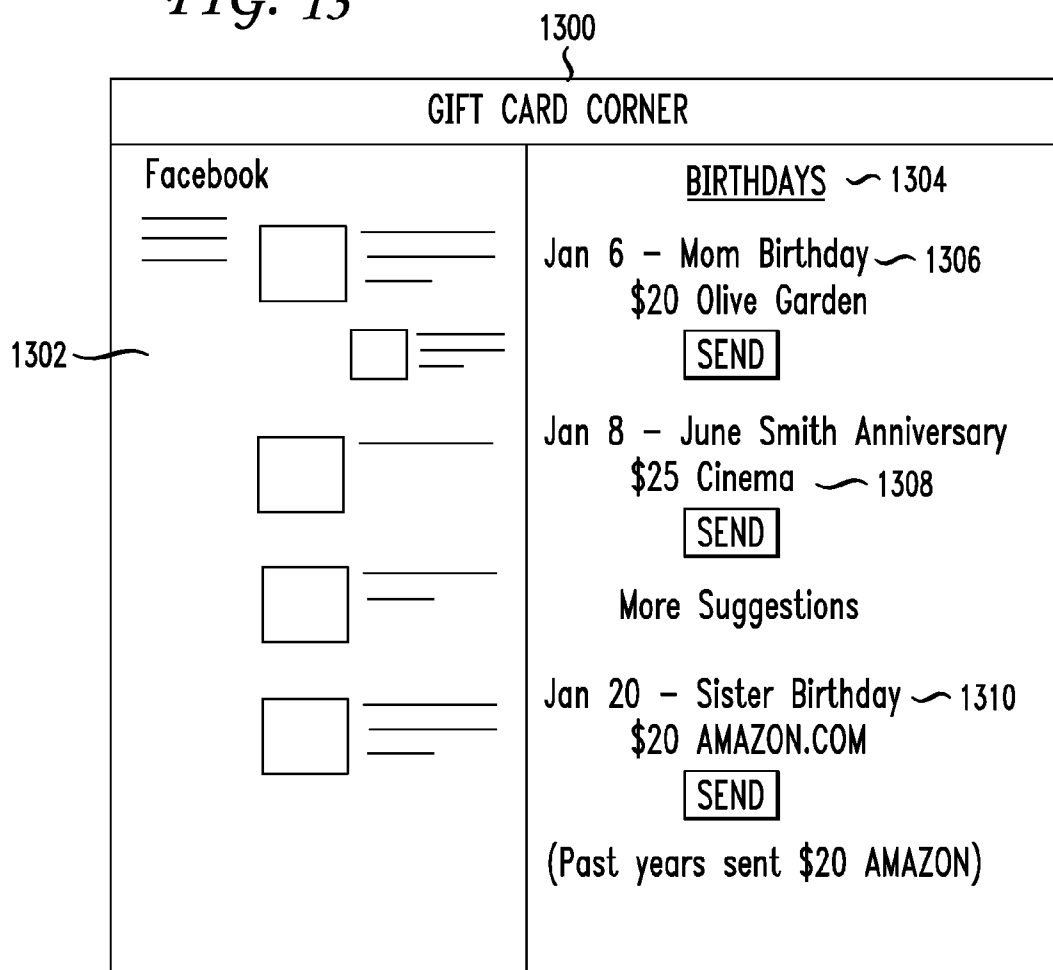 FIG. 13
1300
GIFT CARD CORNER
Facebook
1302
BIRTHDAYS 1304
Jan 6 - Mom Birthday 1306
$20 Olive Garden
SEND
Jan 8 - June Smith Anniversary
$25 Cinema 1308
SEND
More Suggestions
Jan 20 - Sister Birthday 1310
$20 AMAZON.COM
SEND
(Past years sent $20 AMAZON)